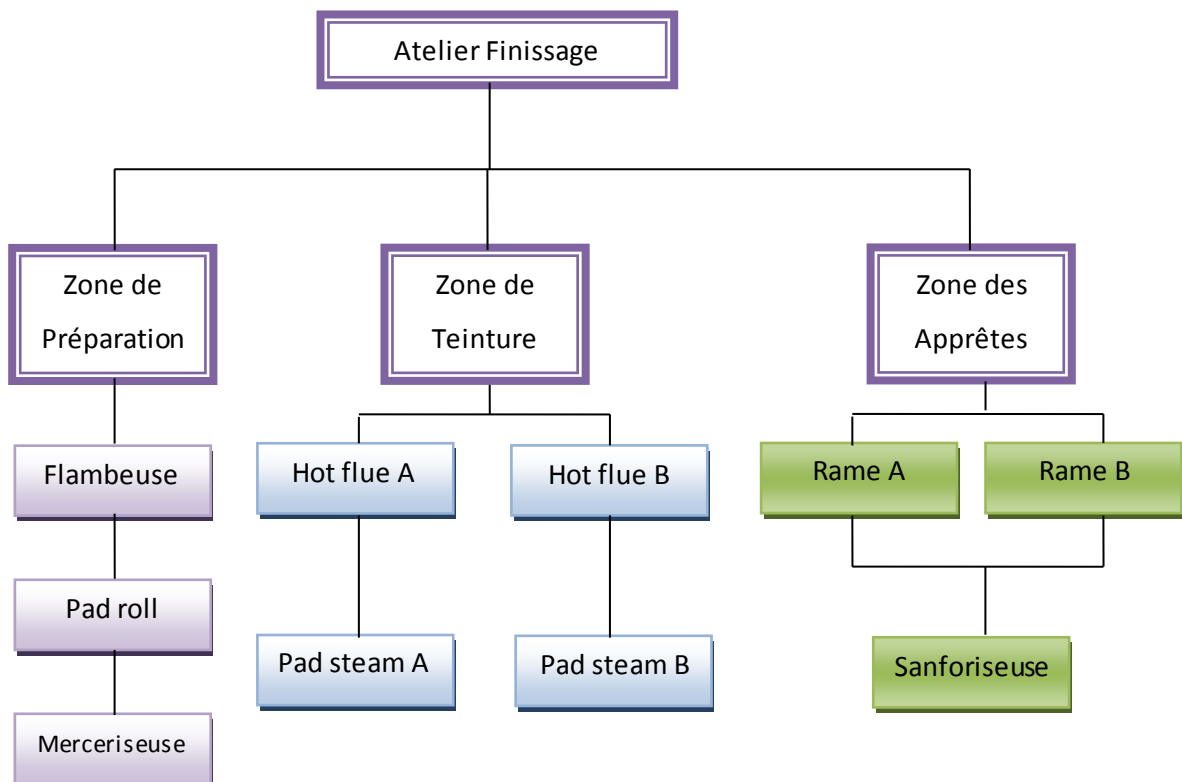 Atelier Finissage
Zone de
Préparation
Zone de
Teinture
Zone des
Apprêtes
Flambeuse
Hot flue A
Hot flue B
Rame A
Rame B
Pad roll
Pad steam A
Pad steam B
Sanforiseuse
Merceriseuse